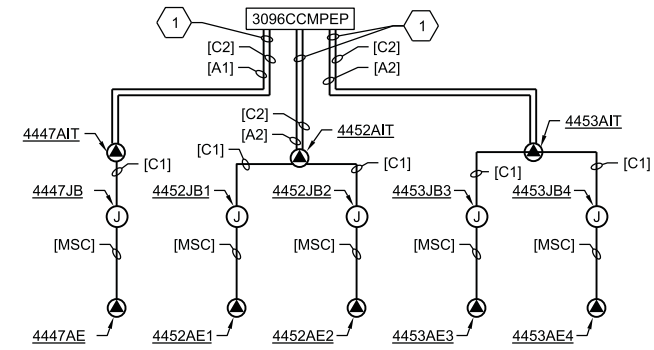 1
3096CCMPEP
1
[C2]
[C2]
[A1]
[A2]
[C2]
4447AIT
[A2]
4452AIT
4453AIT
[C1]
[C1]
[C1]
[C1]
[C1]
4447JB
4452JB1
4452JB2
4453JB3
4453JB4
J
J
J
J
J
[MSC]
[MSC]
[MSC]
[MSC]
[MSC]
4447AE
4452AE1
4452AE2
4453AE3
4453AE4